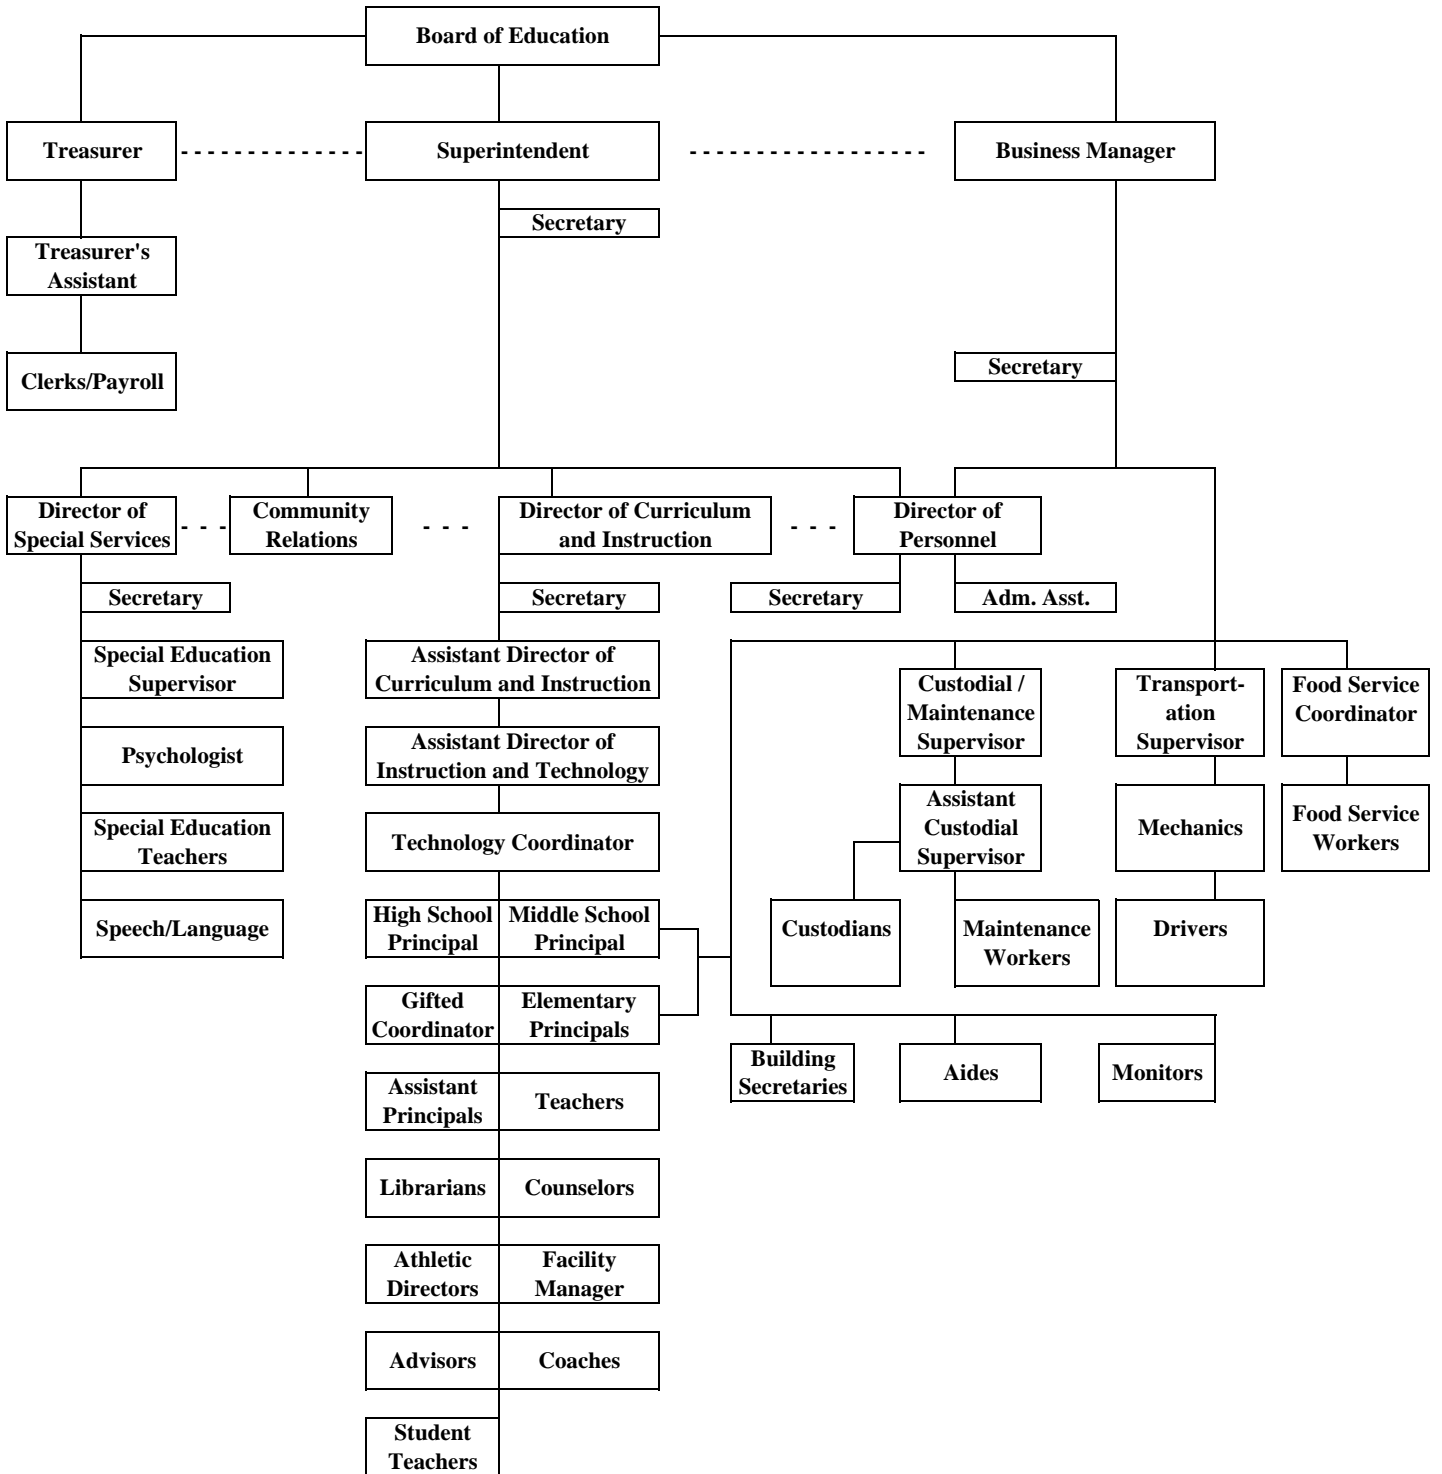 Board of Education
Treasurer
Superintendent
Business Manager
Secretary
Treasurer's
Assistant
Secretary
Clerks/Payroll
Director of
Special Services
Community
Relations
Director of Curriculum
and Instruction
Director of
Personnel
Secretary
Secretary
Secretary
Adm. Asst.
Special Education
Supervisor
Assistant Director of
Curriculum and Instruction
Custodial /
Maintenance
Supervisor
Transport-
ation
Supervisor
Food Service
Coordinator
Psychologist
Assistant Director of
Instruction and Technology
Special Education
Teachers
Technology Coordinator
Assistant
Custodial
Supervisor
Mechanics
Food Service
Workers
Speech/Language
High School
Principal
Middle School
Principal
Custodians
Maintenance
Workers
Drivers
Gifted
Coordinator
Elementary
Principals
Building
Secretaries
Aides
Monitors
Assistant
Principals
Teachers
Librarians
Counselors
Athletic
Directors
Facility
Manager
Advisors
Coaches
Student
Teachers